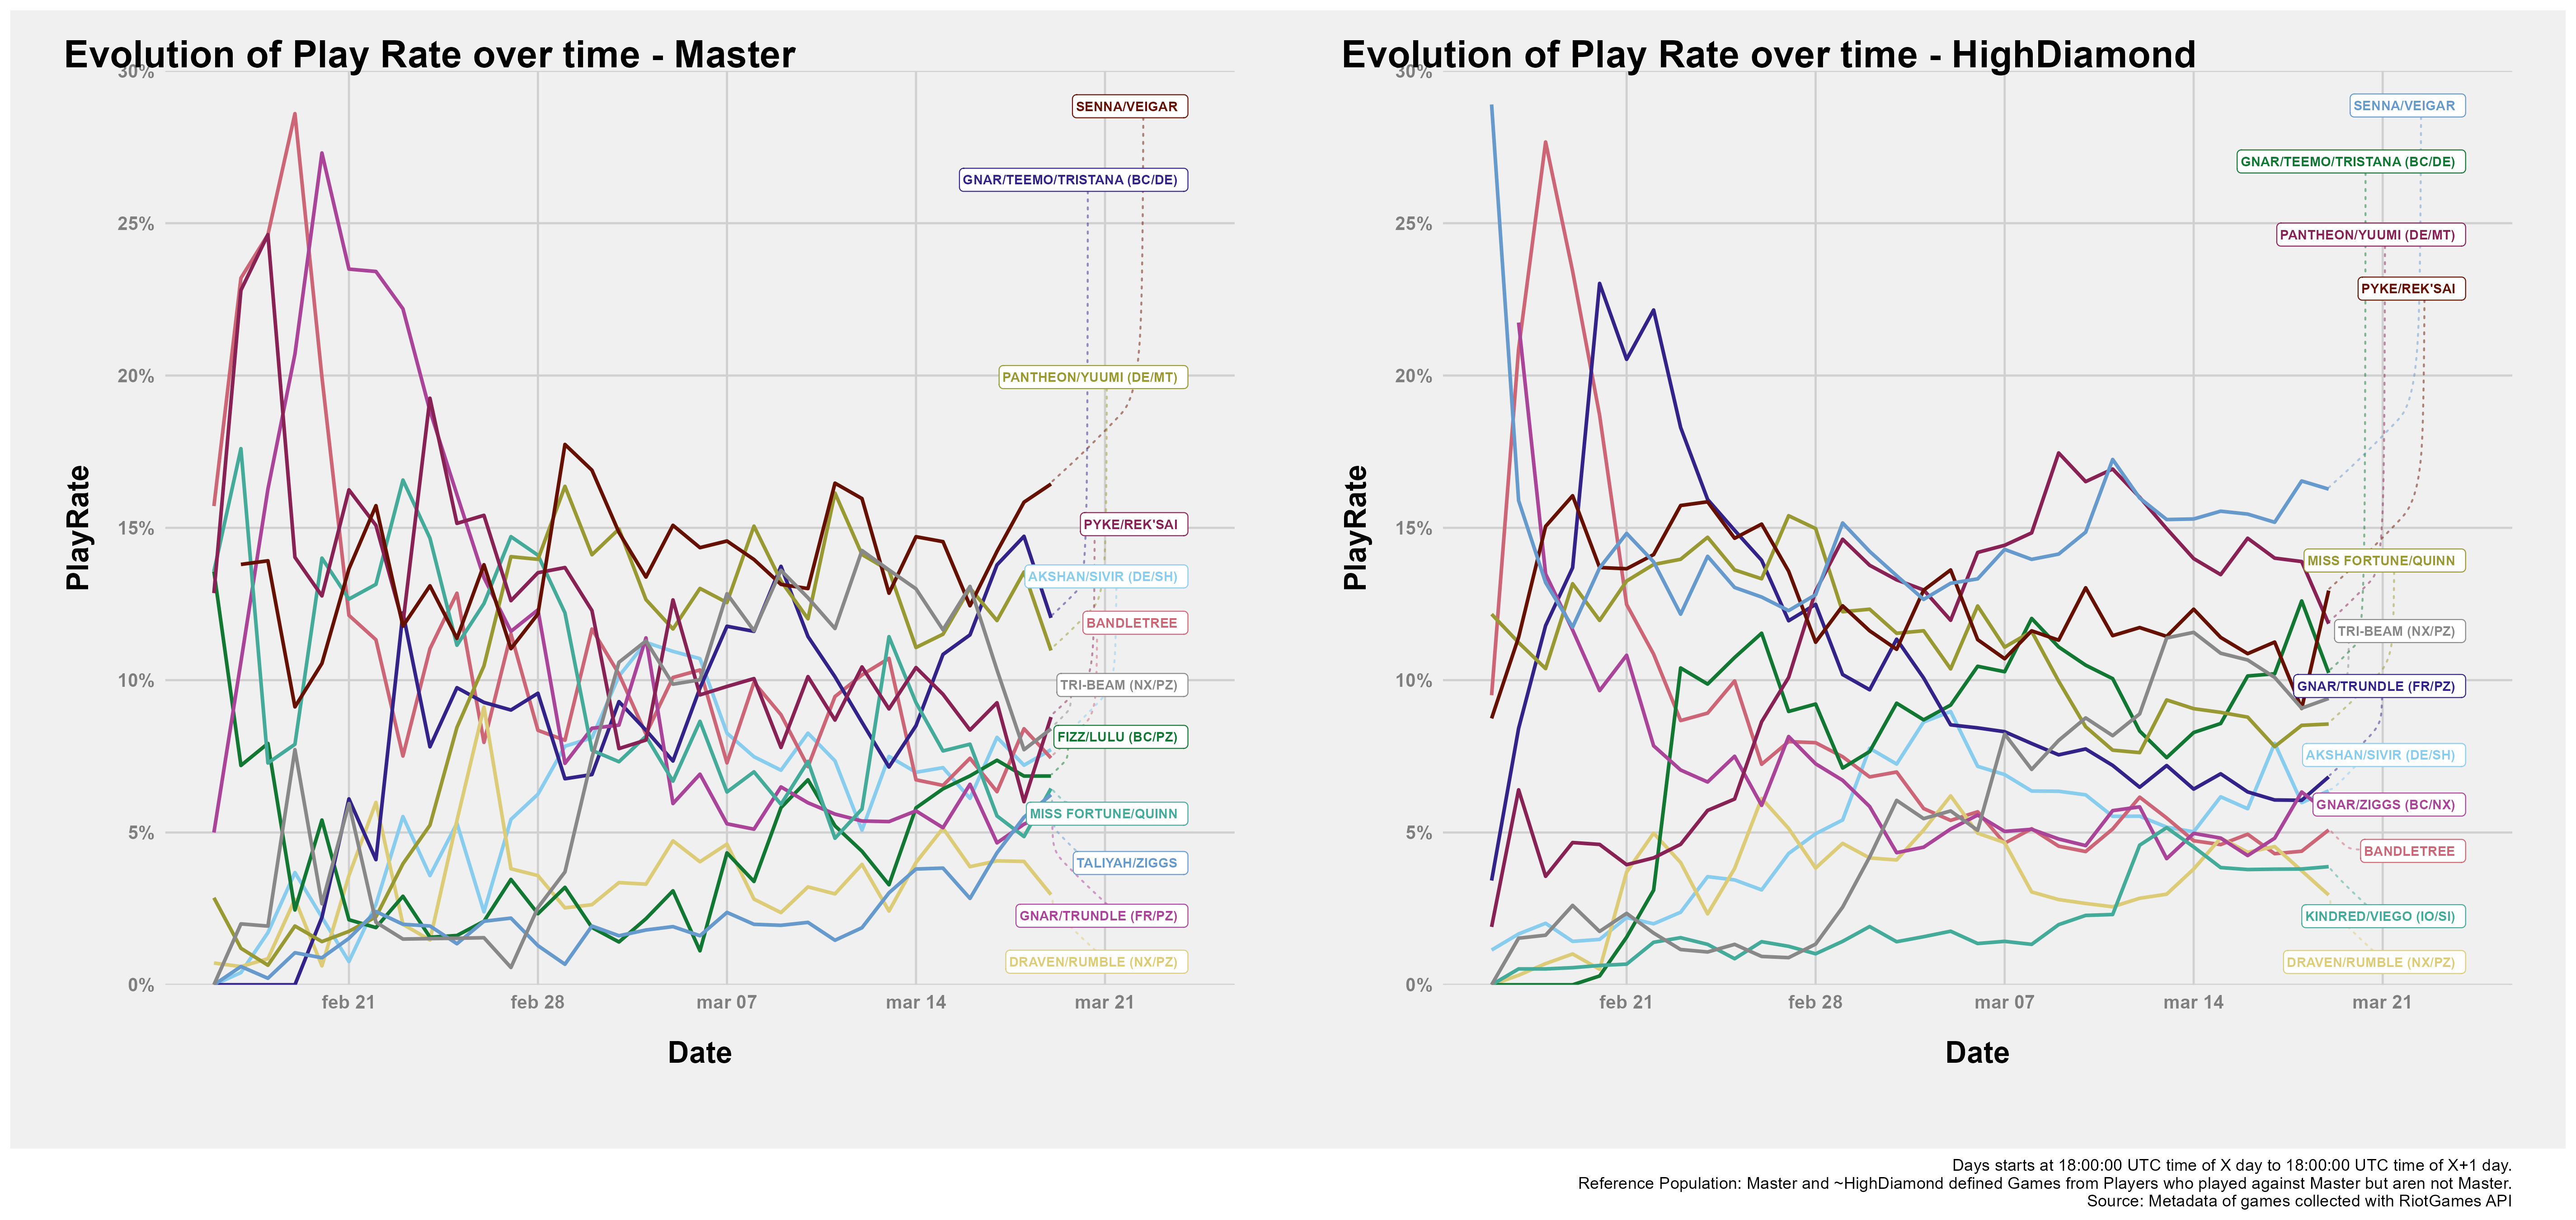 Evolution of Play Rate over time - Master
PlayRate
30%
25%
20%
15%
10%
5%
0%
feb 21
feb 28
mar 07
mar 14
mar 21
Date
SENNA/VEIGAR
GNAR/TEEMO/TRISTANA (BC/DE)
PANTHEON/YUUMI (DE/MT)
PYKE/REK'SAI
AKSHAN/SIVIR (DE/SH)
BANDLETREE
TRI-BEAM (NX/PZ)
FIZZ/LULU (BC/PZ)
MISS FORTUNE/QUINN
TALIYAH/ZIGGS
GNAR/TRUNDLE (FR/PZ)
DRAVEN/RUMBLE (NX/PZ)
Evolution of Play Rate over time - HighDiamond
PlayRate
30%
25%
20%
15%
10%
5%
0%
feb 21
feb 28
mar 07
mar 14
mar 21
Date
SENNA/VEIGAR
GNAR/TEEMO/TRISTANA (BC/DE)
PANTHEON/YUUMI (DE/MT)
PYKE/REK'SAI
MISS FORTUNE/QUINN
TRI-BEAM (NX/PZ)
GNAR/TRUNDLE (FR/PZ)
AKSHAN/SIVIR (DE/SH)
GNAR/ZIGGS (BC/NX)
BANDLETREE
KINDRED/VIEGO (IO/SI)
DRAVEN/RUMBLE (NX/PZ)
Days starts at 18:00:00 UTC time of X day to 18:00:00 UTC time of X+1 day.
Reference Population: Master and ~HighDiamond defined Games from Players who played against Master but aren not Master.
Source: Metadata of games collected with RiotGames API